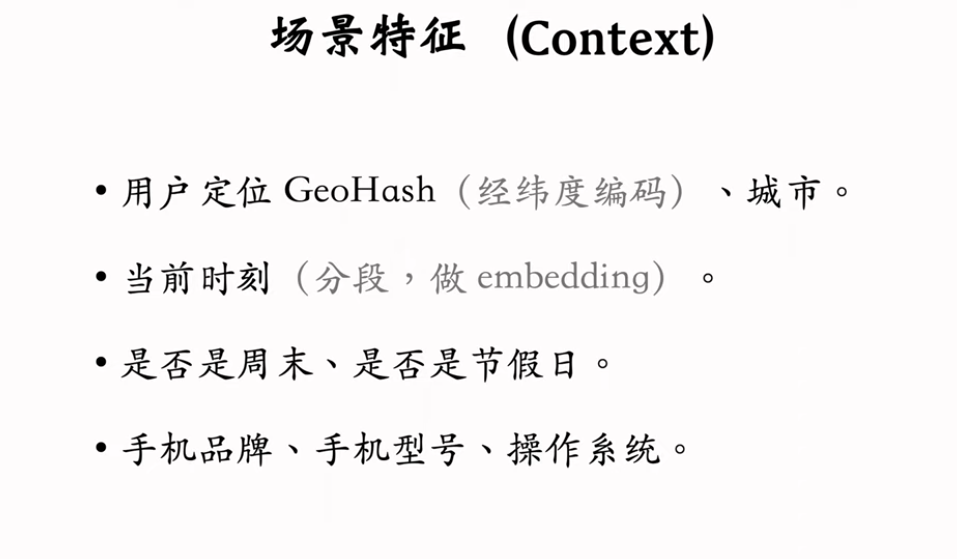 场景特征 (Context)
• 用户定位 GeoHash（经纬度编码）、城市。
• 当前时刻（分段，做 embedding）。
• 是否是周末、是否是节假日。
• 手机品牌、手机型号、操作系统。